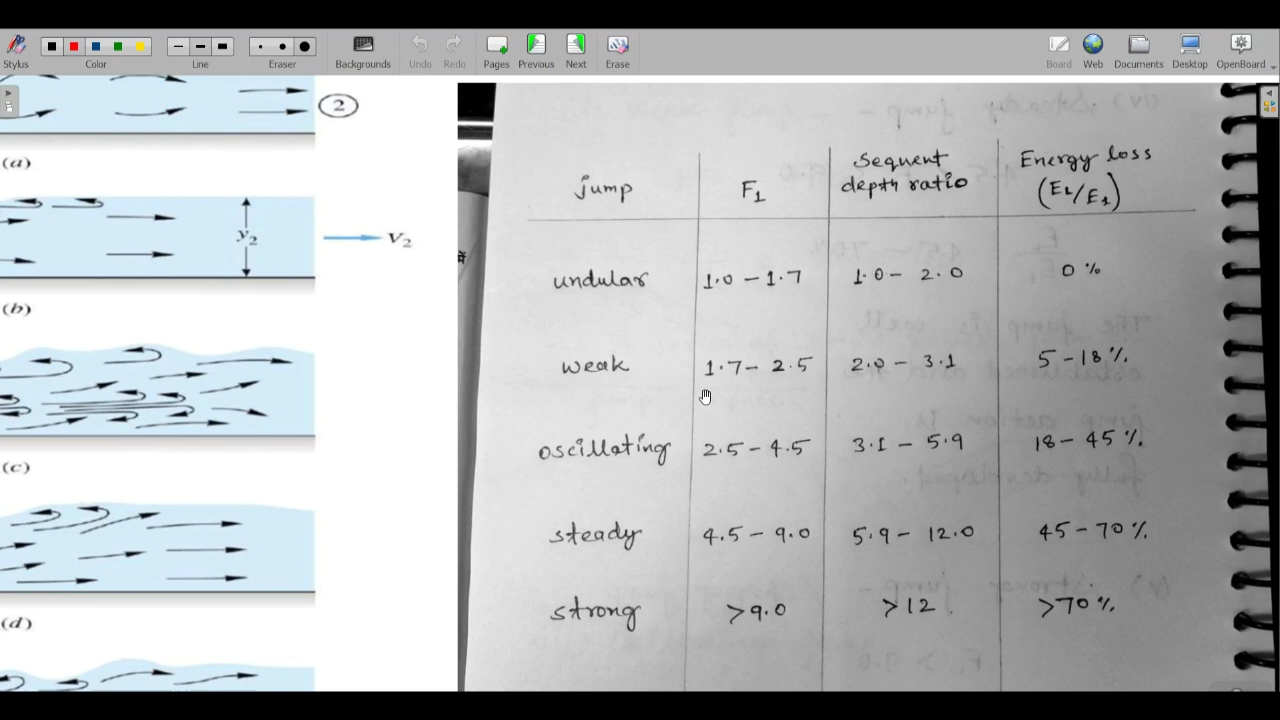 Stylus
Color
Line
Eraser
Backgrounds
Undo
Redo
Pages
Previous
Next
Erase
Board
Web
Documents
Desktop
OpenBoard
2
(a)
y2
V2
(b)
(c)
(d)
में
jump F1 Sequent depth ratio Energy loss (EL/E1)
undular 1.0 - 1.7 1.0 - 2.0 0 %
weak 1.7 - 2.5 2.0 - 3.1 5 - 18 %
oscillating 2.5 - 4.5 3.1 - 5.9 18 - 45 %
steady 4.5 - 9.0 5.9 - 12.0 45 - 70 %
strong >9.0 >12 >70 %